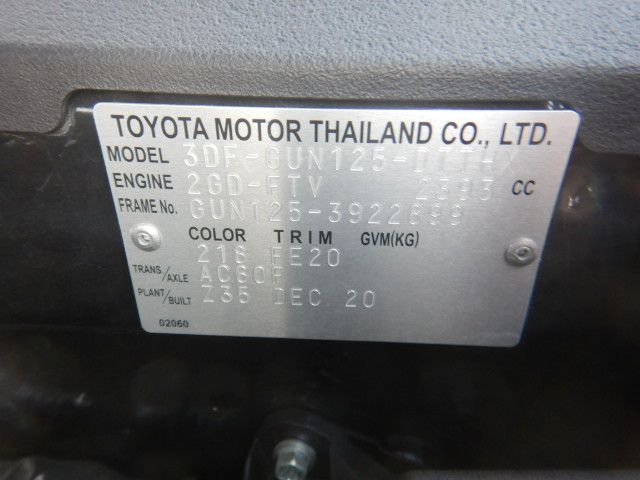 TOYOTA MOTOR THAILAND CO., LTD.
MODEL 3DF-GUN125-DTTHY
ENGINE 2GD-FTV 2393 CC
FRAME No. GUN125-3922899
COLOR TRIM GVM(KG)
218 FE20
TRANS/AXLE AC60F
PLANT/BUILT Z35 DEC 20
02060